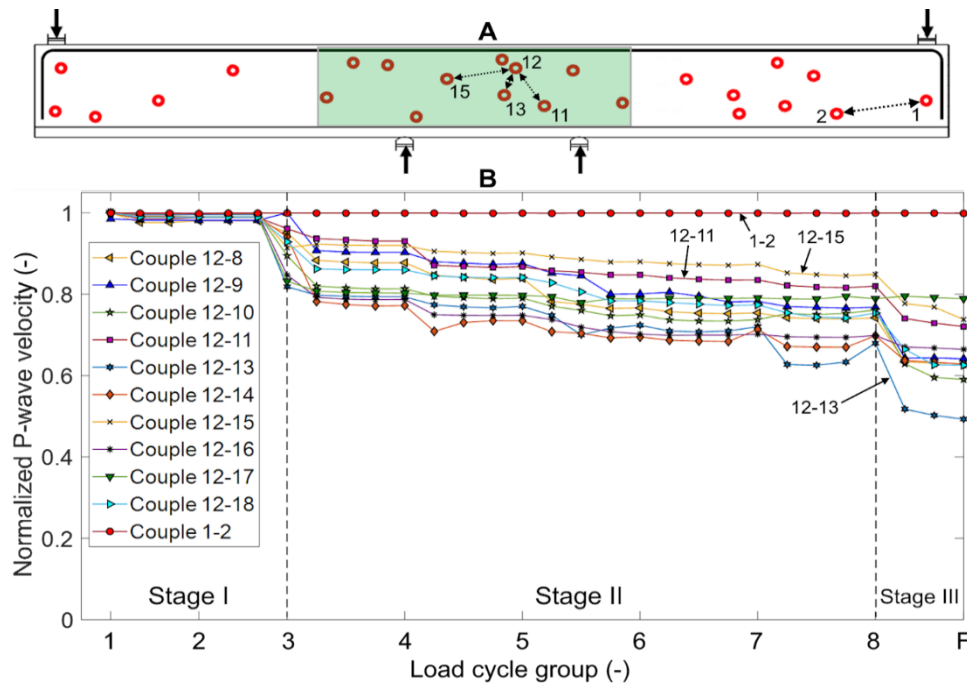 A
12
15
13
11
2
1
B
Normalized P-wave velocity (-)
1
0.8
0.6
0.4
0.2
0
12-11
1-2
12-15
12-13
Couple 12-8
Couple 12-9
Couple 12-10
Couple 12-11
Couple 12-13
Couple 12-14
Couple 12-15
Couple 12-16
Couple 12-17
Couple 12-18
Couple 1-2
Stage I
Stage II
Stage III
1 2 3 4 5 6 7 8 F
Load cycle group (-)